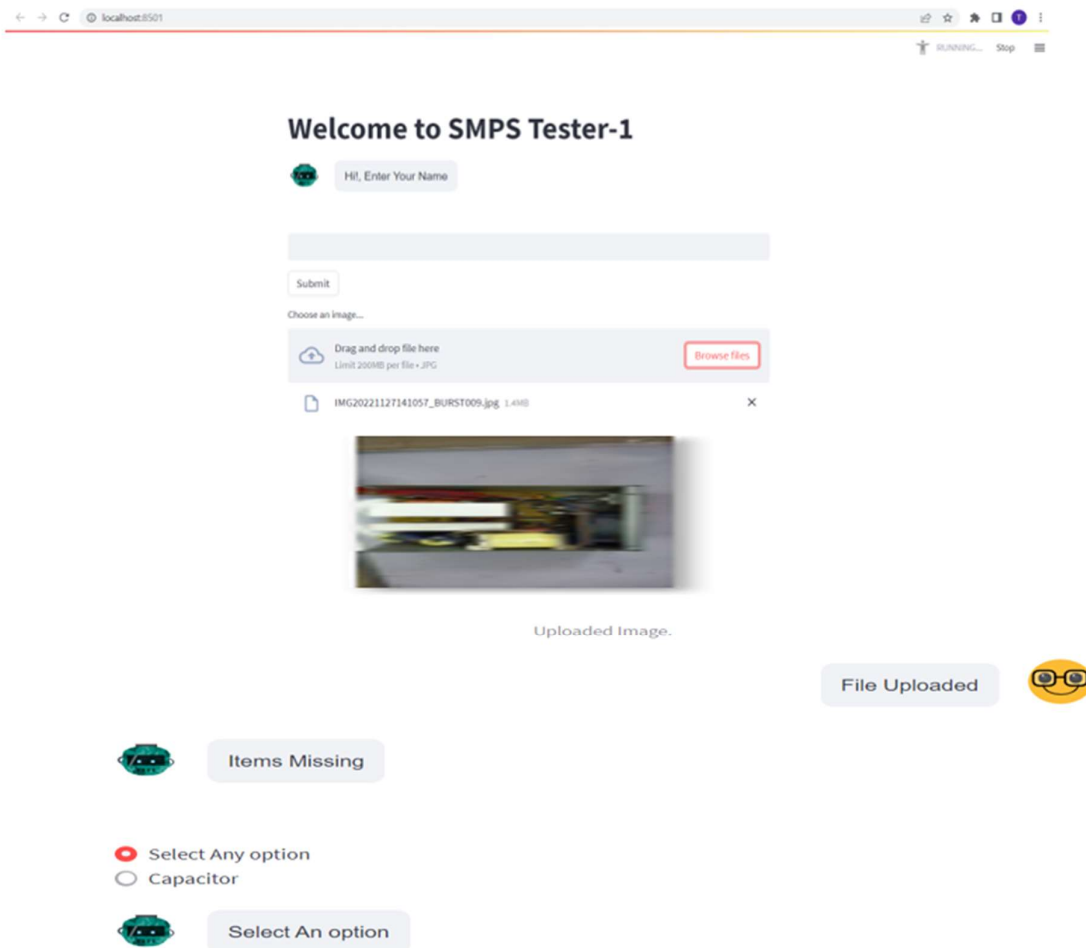 localhost:8501
T
RUNNING... Stop
Welcome to SMPS Tester-1
Hi!, Enter Your Name
Submit
Choose an image...
Drag and drop file here
Limit 200MB per file • JPG
Browse files
IMG20221127141057_BURST009.jpg 1.4MB
Uploaded Image.
File Uploaded
Items Missing
Select Any option
Capacitor
Select An option